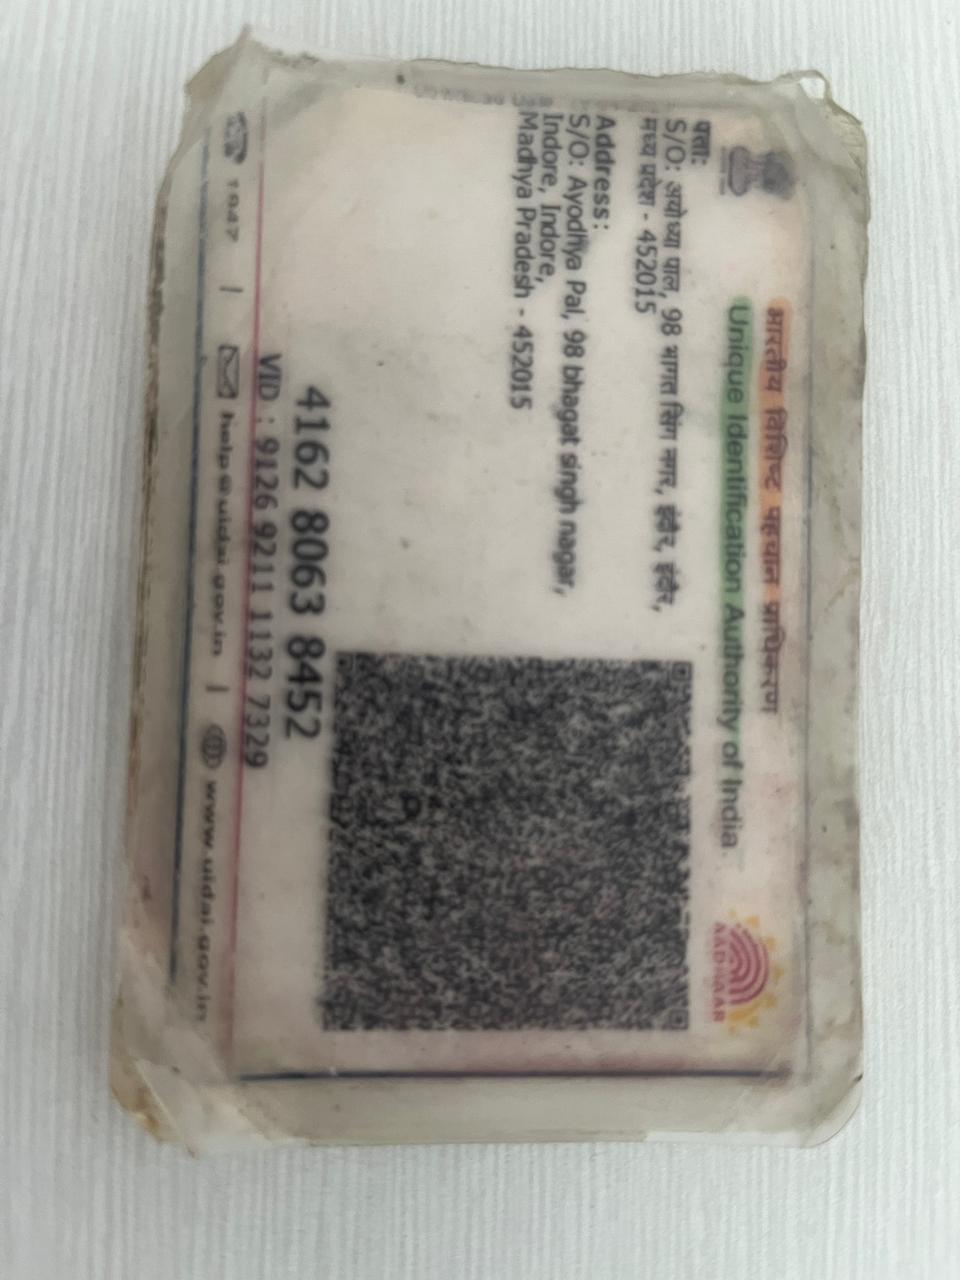 भारतीय विशिष्ट पहचान प्राधिकरण
Unique Identification Authority of India
AADHAAR
पता:
S/O: अयोध्या पाल, 98 भागत सिंग नगर, इंदौर, इंदौर,
मध्य प्रदेश - 452015
Address:
S/O: Ayodhya Pal, 98 bhagat singh nagar,
Indore, Indore,
Madhya Pradesh - 452015
4162 8063 8452
VID : 9126 9211 1132 7329
1947 | help@uidai.gov.in | www.uidai.gov.in